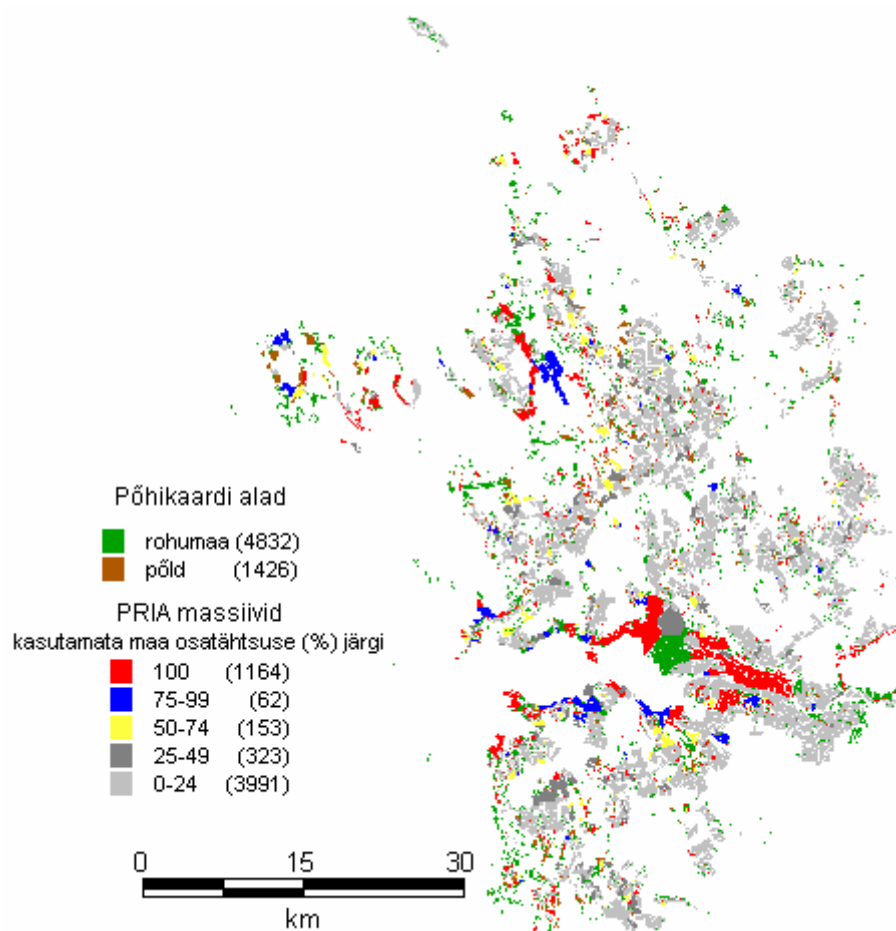 Põhikaardi alad
rohumaa (4832)
põld (1426)
PRIA massiivid
kasutamata maa osatähtsuse (%) järgi
100 (1164)
75-99 (62)
50-74 (153)
25-49 (323)
0-24 (3991)
0 15 30
km